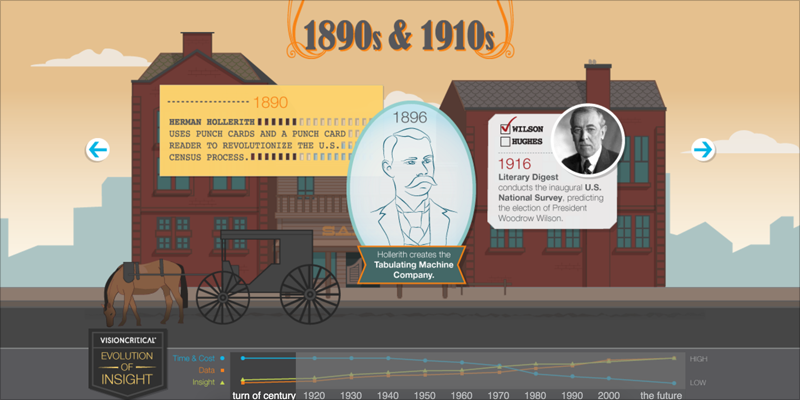 1890s & 1910s
1890
HERMAN HOLLERITH
USES PUNCH CARDS AND A PUNCH CARD
READER TO REVOLUTIONIZE THE U.S.
CENSUS PROCESS.
1896
Hollerith creates the
Tabulating Machine
Company.
WILSON
HUGHES
1916
Literary Digest
conducts the inaugural U.S.
National Survey, predicting
the election of President
Woodrow Wilson.
VISIONCRITICAL®
EVOLUTION
OF
INSIGHT
Time & Cost
Data
Insight
HIGH
LOW
turn of century 1920 1930 1940 1950 1960 1970 1980 1990 2000 the future